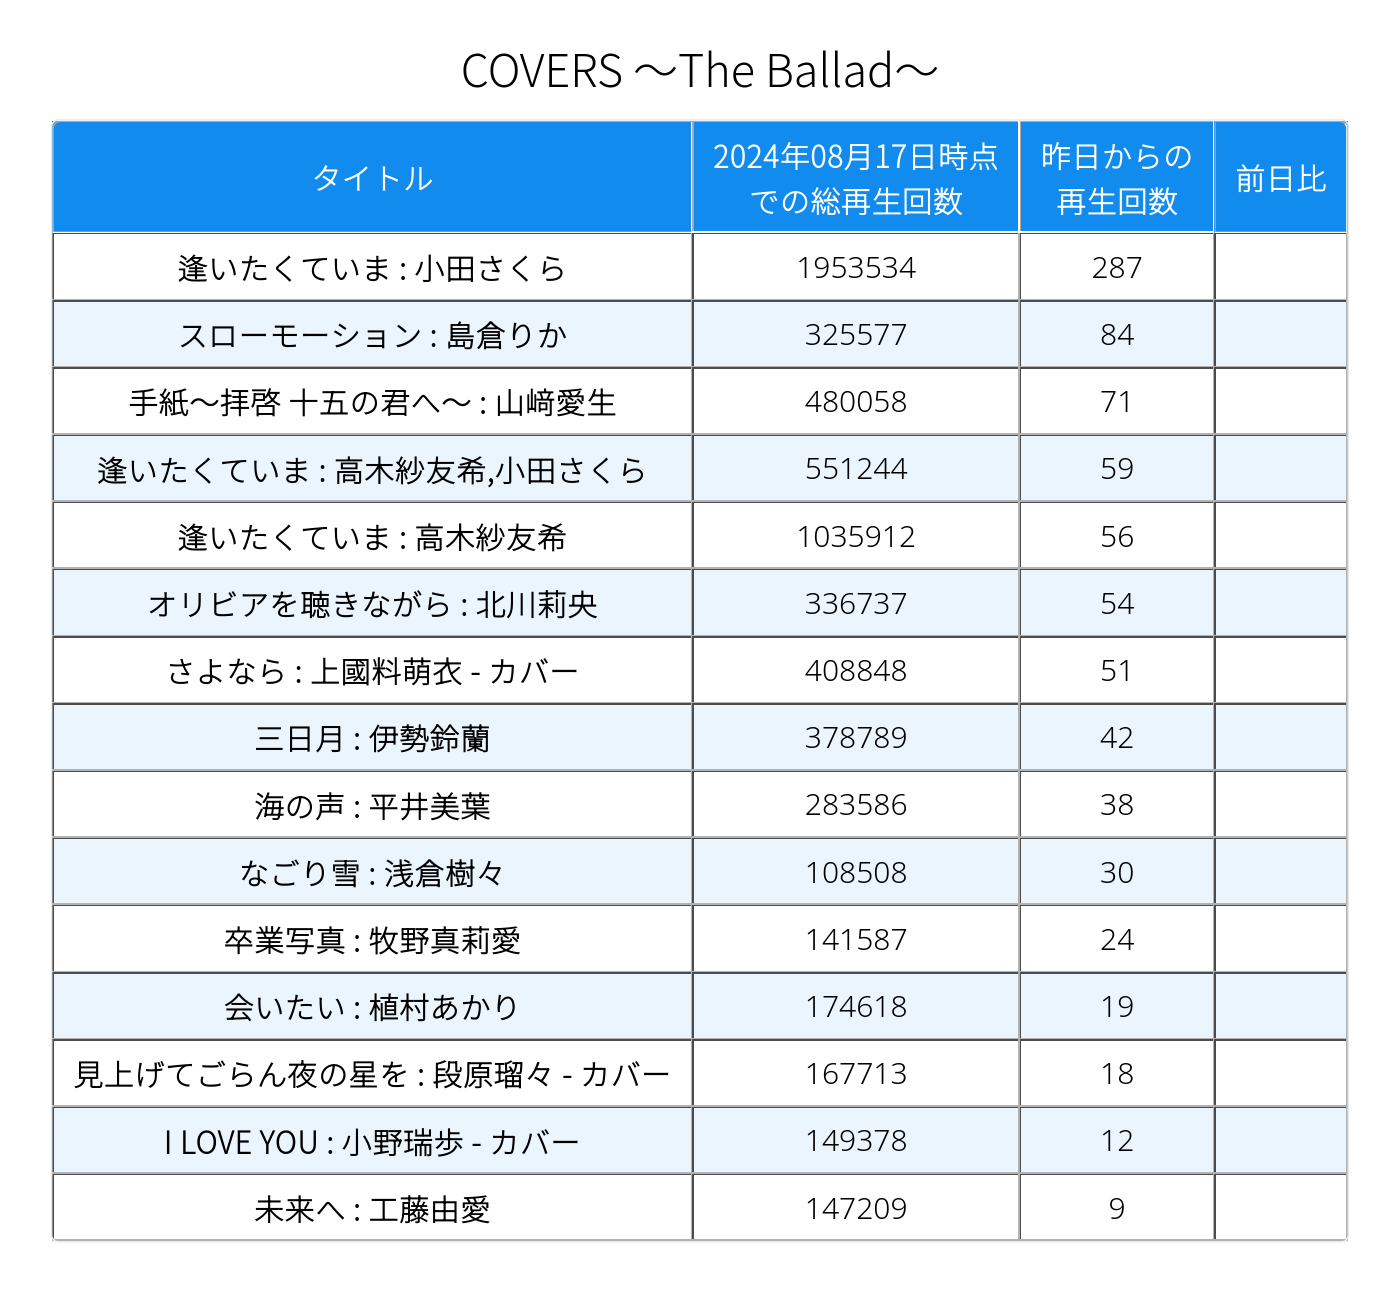 COVERS ～The Ballad～
タイトル 2024年08月17日時点での総再生回数 昨日からの再生回数 前日比
逢いたくていま : 小田さくら 1953534 287
スローモーション : 島倉りか 325577 84
手紙～拝啓 十五の君へ～ : 山﨑愛生 480058 71
逢いたくていま : 高木紗友希,小田さくら 551244 59
逢いたくていま : 高木紗友希 1035912 56
オリビアを聴きながら : 北川莉央 336737 54
さよなら : 上國料萌衣 - カバー 408848 51
三日月 : 伊勢鈴蘭 378789 42
海の声 : 平井美葉 283586 38
なごり雪 : 浅倉樹々 108508 30
卒業写真 : 牧野真莉愛 141587 24
会いたい : 植村あかり 174618 19
見上げてごらん夜の星を : 段原瑠々 - カバー 167713 18
I LOVE YOU : 小野瑞歩 - カバー 149378 12
未来へ : 工藤由愛 147209 9